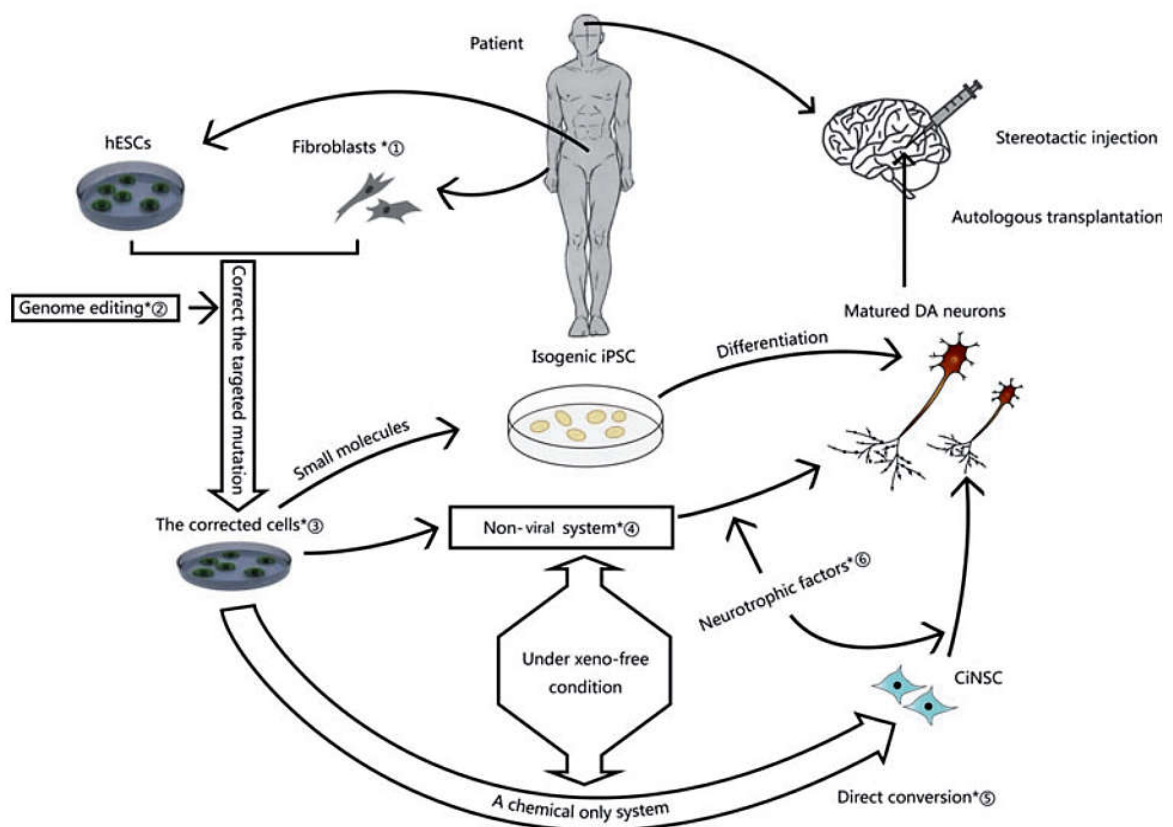 Patient
hESCs
Fibroblasts *①
Stereotactic injection
Autologous transplantation
Genome editing*②
Correct the targeted mutation
Matured DA neurons
Isogenic iPSC
Differentiation
Small molecules
The corrected cells*③
Non-viral system*④
Neurotrophic factors*⑥
Under xeno-free
condition
CiNSC
A chemical only system
Direct conversion*⑤